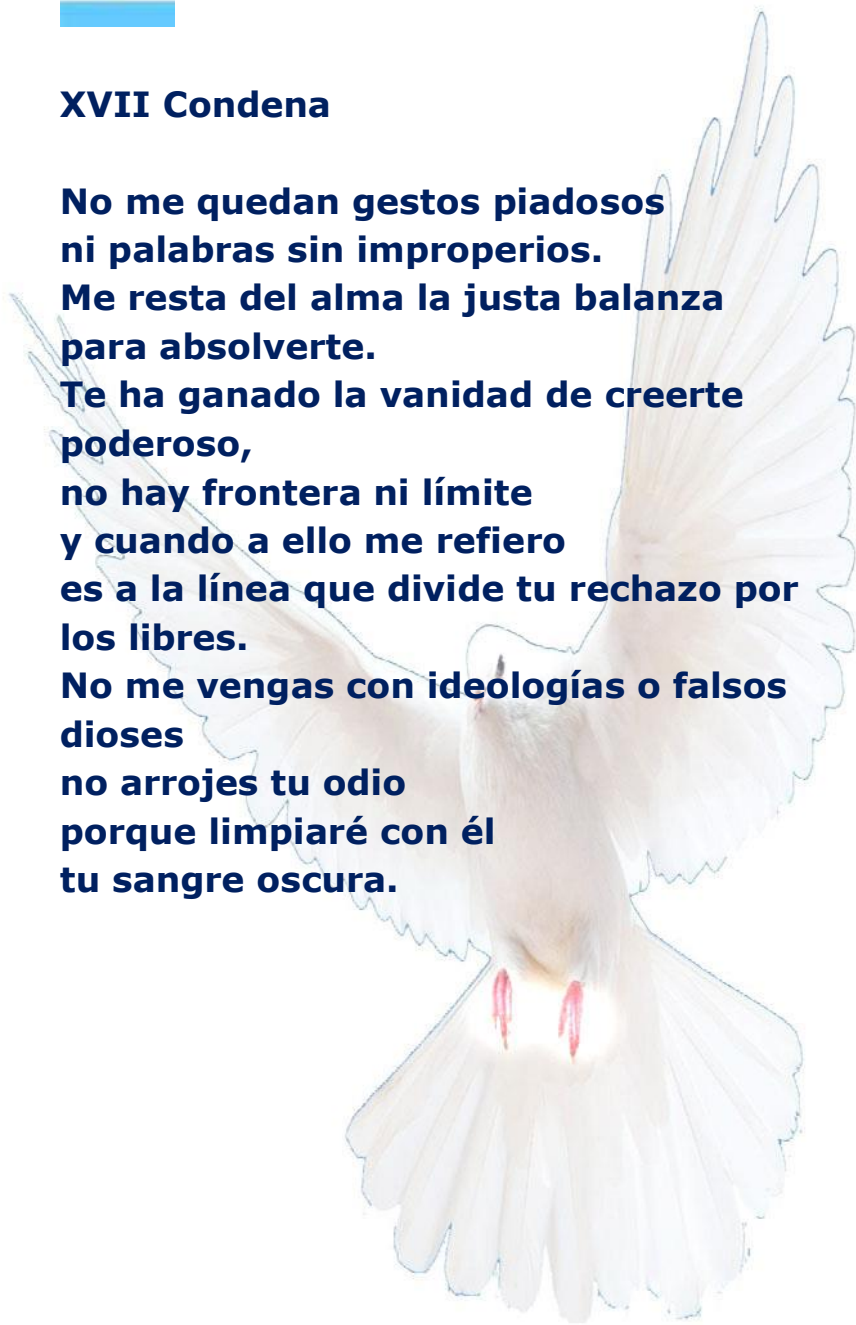 XVII Condena
No me quedan gestos piadosos
ni palabras sin improperios.
Me resta del alma la justa balanza
para absolverte.
Te ha ganado la vanidad de creerte
poderoso,
no hay frontera ni límite
y cuando a ello me refiero
es a la línea que divide tu rechazo por
los libres.
No me vengas con ideologías o falsos
dioses
no arrojes tu odio
porque limpiaré con él
tu sangre oscura.